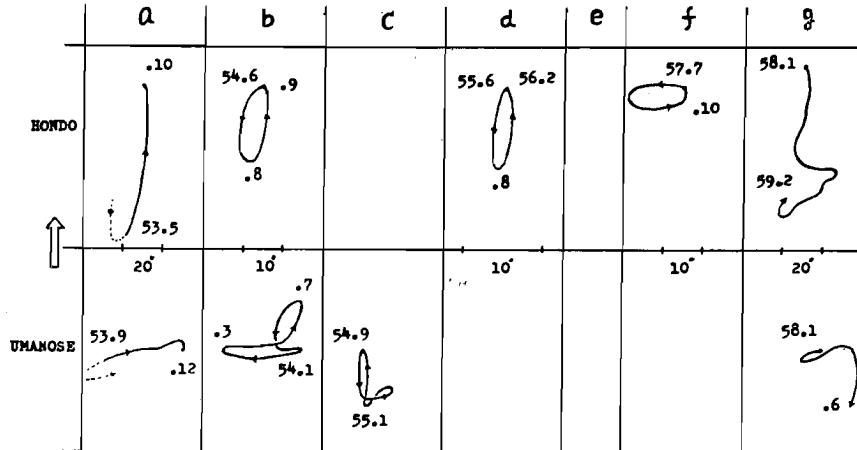 a b c d e f g
.10 54.6 .9 55.6 56.2 57.7 58.1
.10
HONDO
.8 .8 59.2
53.5
20" 10" 10" 10" 20"
.7
53.9 .3 54.9 58.1
UMANOSE
.12 54.1
55.1 .6